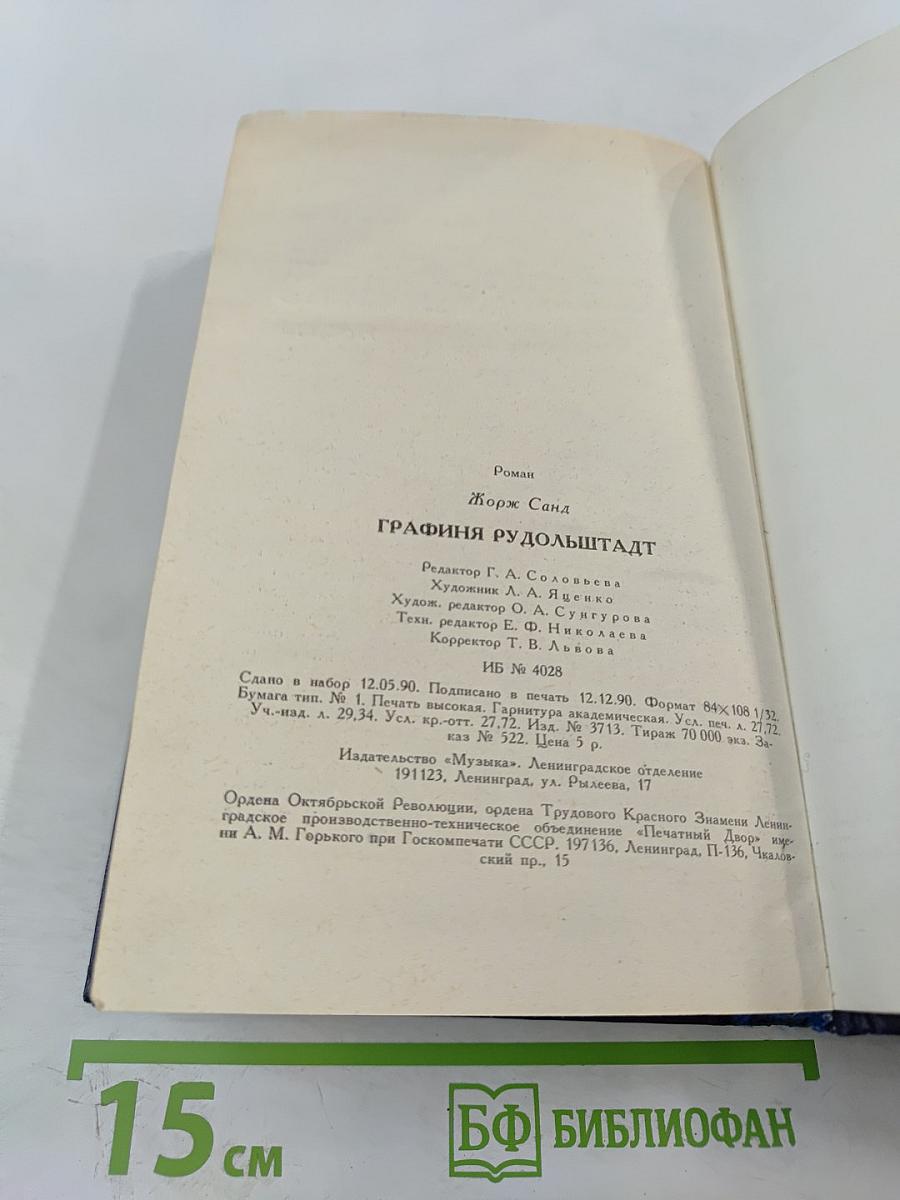 Роман
Жорж Санд
ГРАФИНЯ РУДОЛЬШТАДТ
Редактор Г. А. Соловьева
Художник Л. А. Яценко
Худож. редактор О. А. Сунгурова
Техн. редактор Е. Ф. Николаева
Корректор Т. В. Львова
ИБ № 4028
Сдано в набор 12.05.90. Подписано в печать 12.12.90. Формат 84×108 1/32.
Бумага тип. № 1. Печать высокая. Гарнитура академическая. Усл. печ. л. 27,72.
Уч.-изд. л. 29,34. Усл. кр.-отт. 27,72. Изд. № 3713. Тираж 70 000 экз. За-
каз № 522. Цена 5 р.
Издательство «Музыка». Ленинградское отделение
191123, Ленинград, ул. Рылеева, 17
Ордена Октябрьской Революции, ордена Трудового Красного Знамени Ленин-
градское производственно-техническое объединение «Печатный Двор» име-
ни А. М. Горького при Госкомпечати СССР. 197136, Ленинград, П-136, Чкалов-
ский пр., 15
15 см
БФ БИБЛИОФАН